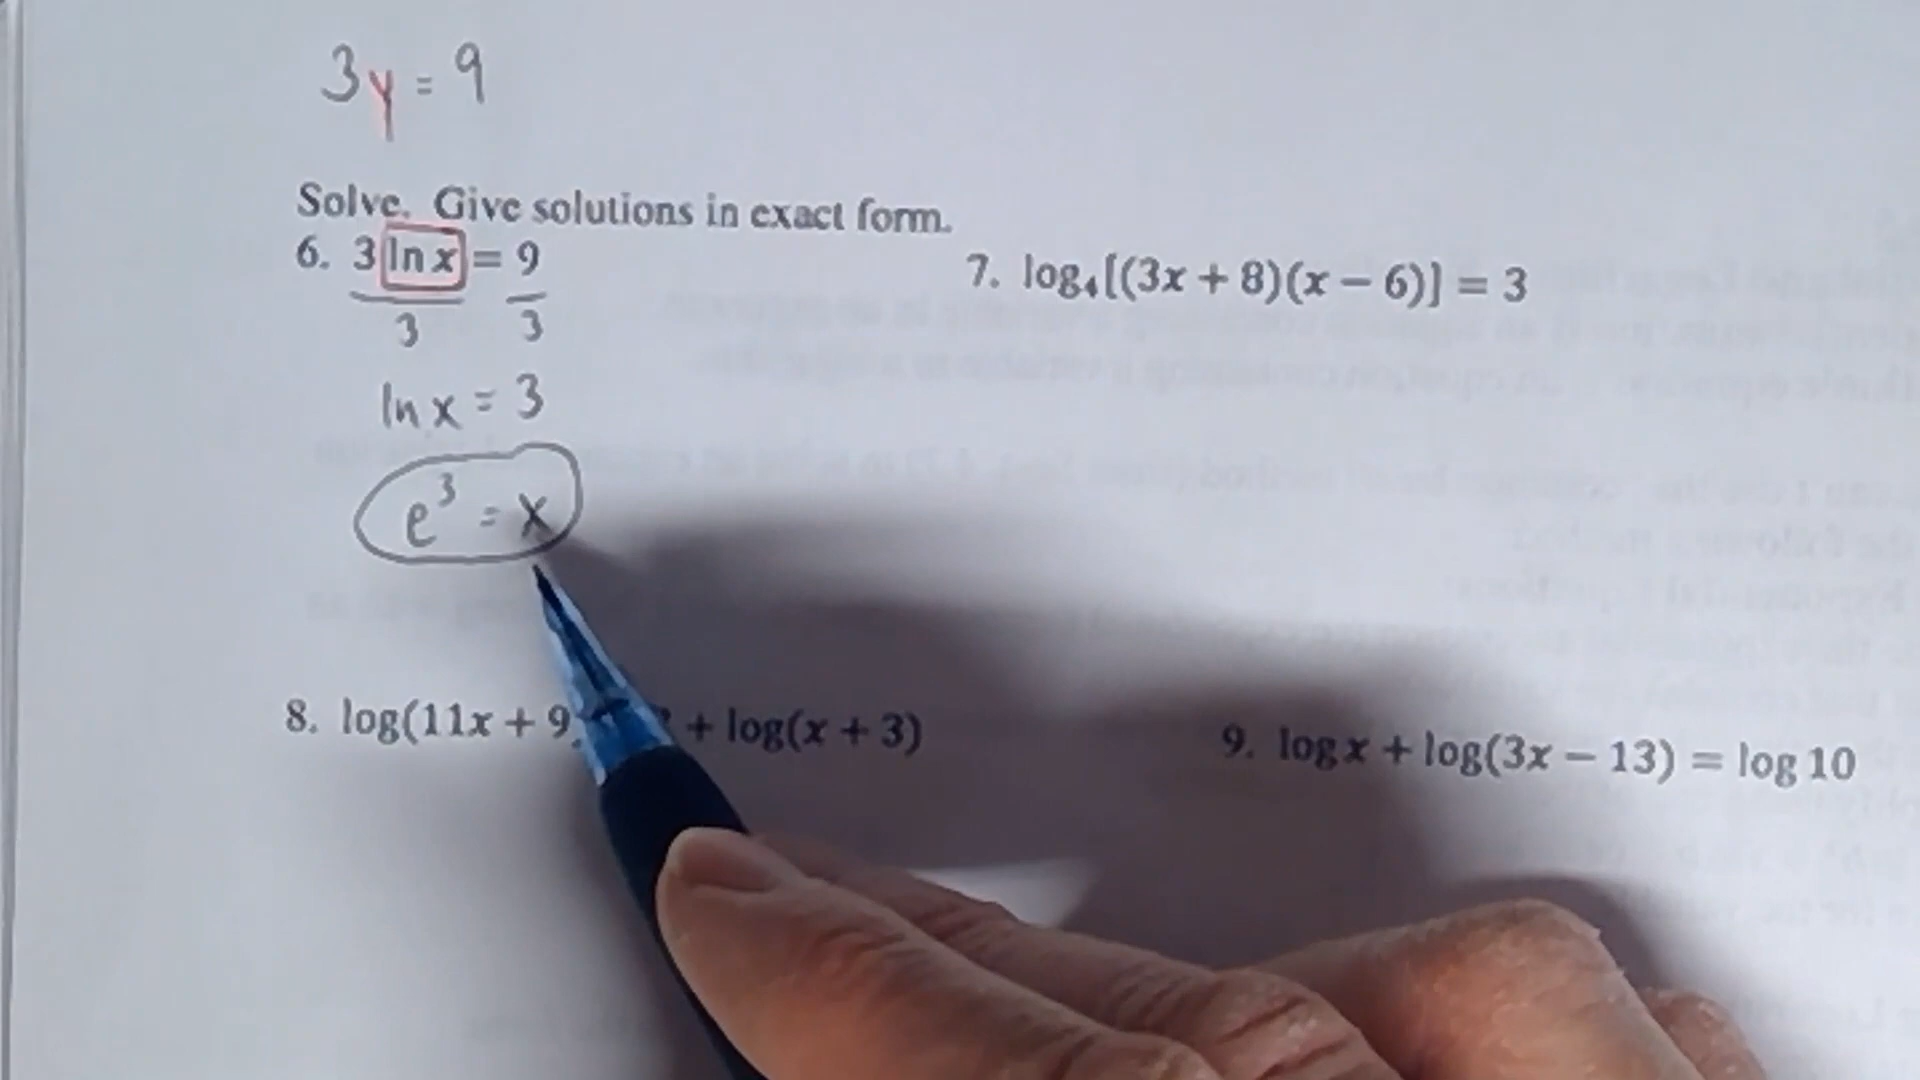 3y = 9
Solve. Give solutions in exact form.
6. 3 ln x = 9
3 3
ln x = 3
e³ = x
7. log₄[(3x + 8)(x − 6)] = 3
8. log(11x + 9 + log(x + 3)
9. log x + log(3x − 13) = log 10